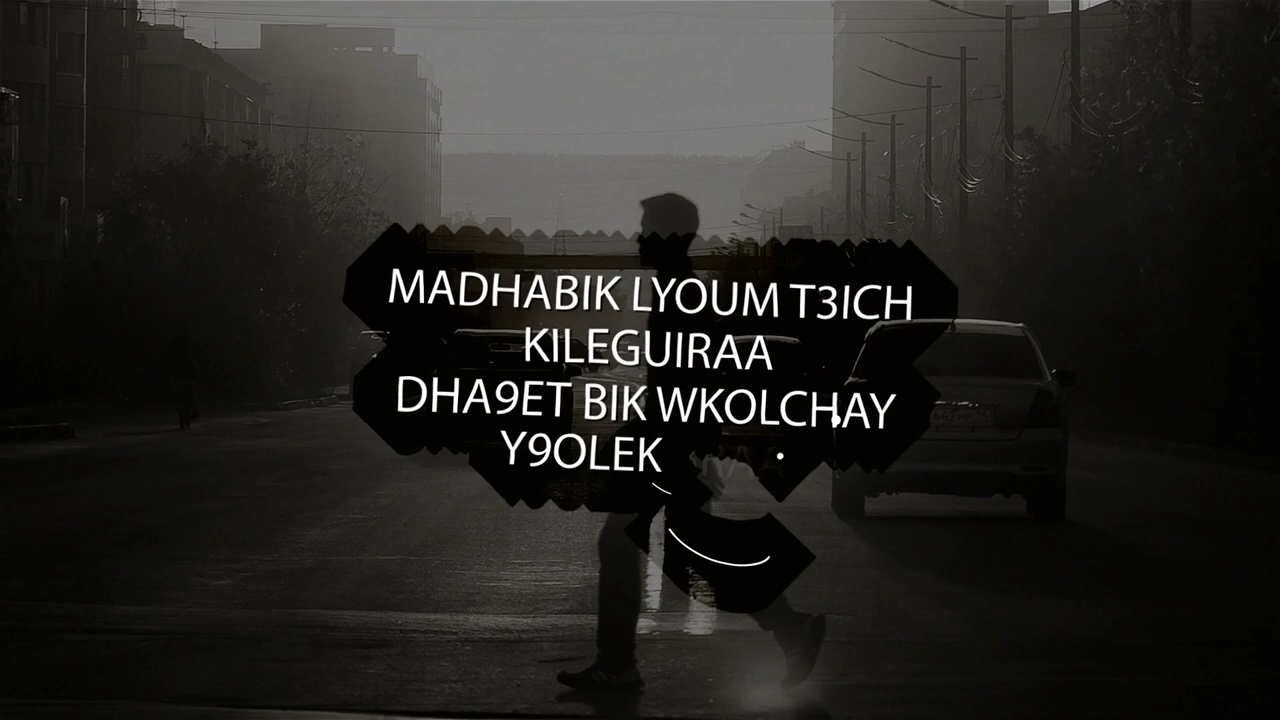 MADHABIK LYOUM T3ICH
KILEGUIRAA
DHA9ET BIK WKOLCHAY
Y9OLEK